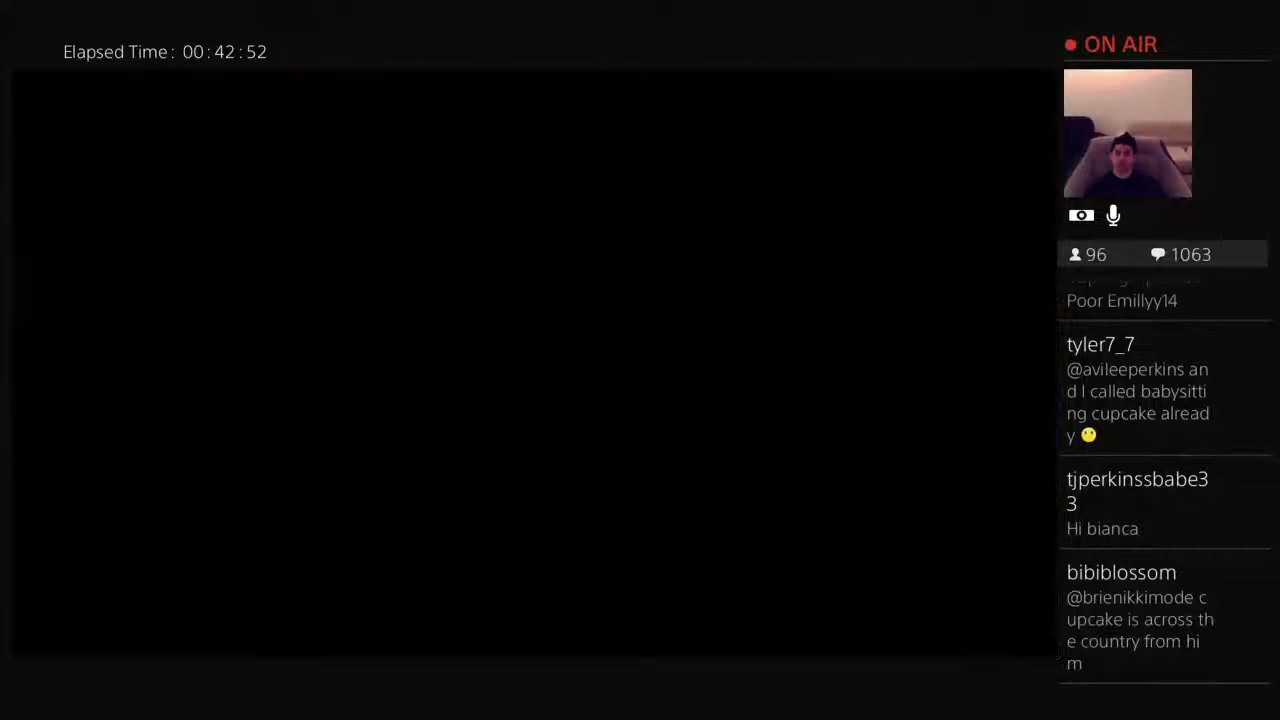 Elapsed Time: 00:42:52
ON AIR
96 1063
Poor Emillyy14
tyler7_7
@avileeperkins an
d I called babysitti
ng cupcake alread
y 😶
tjperkinssbabe3
3
Hi bianca
bibiblossom
@brienikkimode c
upcake is across th
e country from hi
m